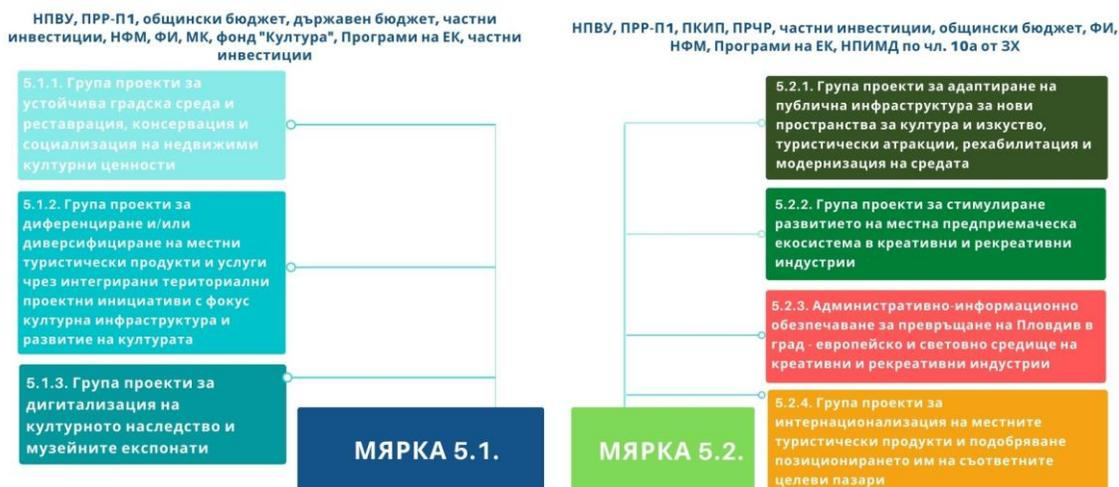 НПВУ, ПРР-П1, общински бюджет, държавен бюджет, частни
инвестиции, НФМ, ФИ, МК, фонд "Култура", Програми на ЕК, частни
инвестиции
5.1.1. Група проекти за
устойчива градска среда и
реставрация, консервация и
социализация на недвижими
културни ценности
5.1.2. Група проекти за
диференциране и/или
диверсифициране на местни
туристически продукти и услуги
чрез интегрирани териториални
проектни инициативи с фокус
културна инфраструктура и
развитие на културата
5.1.3. Група проекти за
дигитализация на
културното наследство и
музейните експонати
МЯРКА 5.1.
НПВУ, ПРР-П1, ПКИП, ПРЧР, частни инвестиции, общински бюджет, ФИ,
НФМ, Програми на ЕК, НПИМД по чл. 10а от ЗХ
5.2.1. Група проекти за адаптиране на
публична инфраструктура за нови
пространства за култура и изкуство,
туристически атракции, рехабилитация и
модернизация на средата
5.2.2. Група проекти за стимулиране
развитието на местна предприемаческа
екосистема в креативни и рекреативни
индустрии
5.2.3. Административно-информационно
обезпечаване за превръщане на Пловдив в
град - европейско и световно средище на
креативни и рекреативни индустрии
5.2.4. Група проекти за
интернационализация на местните
туристически продукти и подобряване
позиционирането им на съответните
целеви пазари
МЯРКА 5.2.